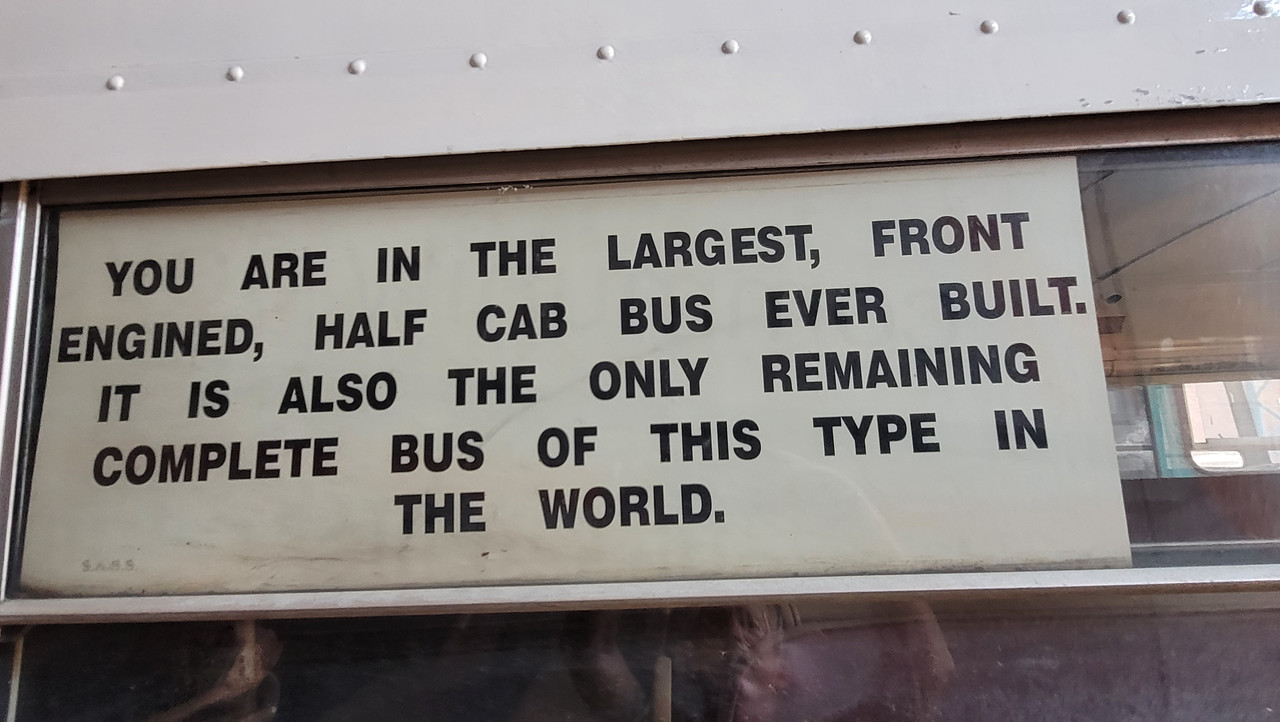 YOU ARE IN THE LARGEST, FRONT
ENGINED, HALF CAB BUS EVER BUILT.
IT IS ALSO THE ONLY REMAINING
COMPLETE BUS OF THIS TYPE IN
THE WORLD.